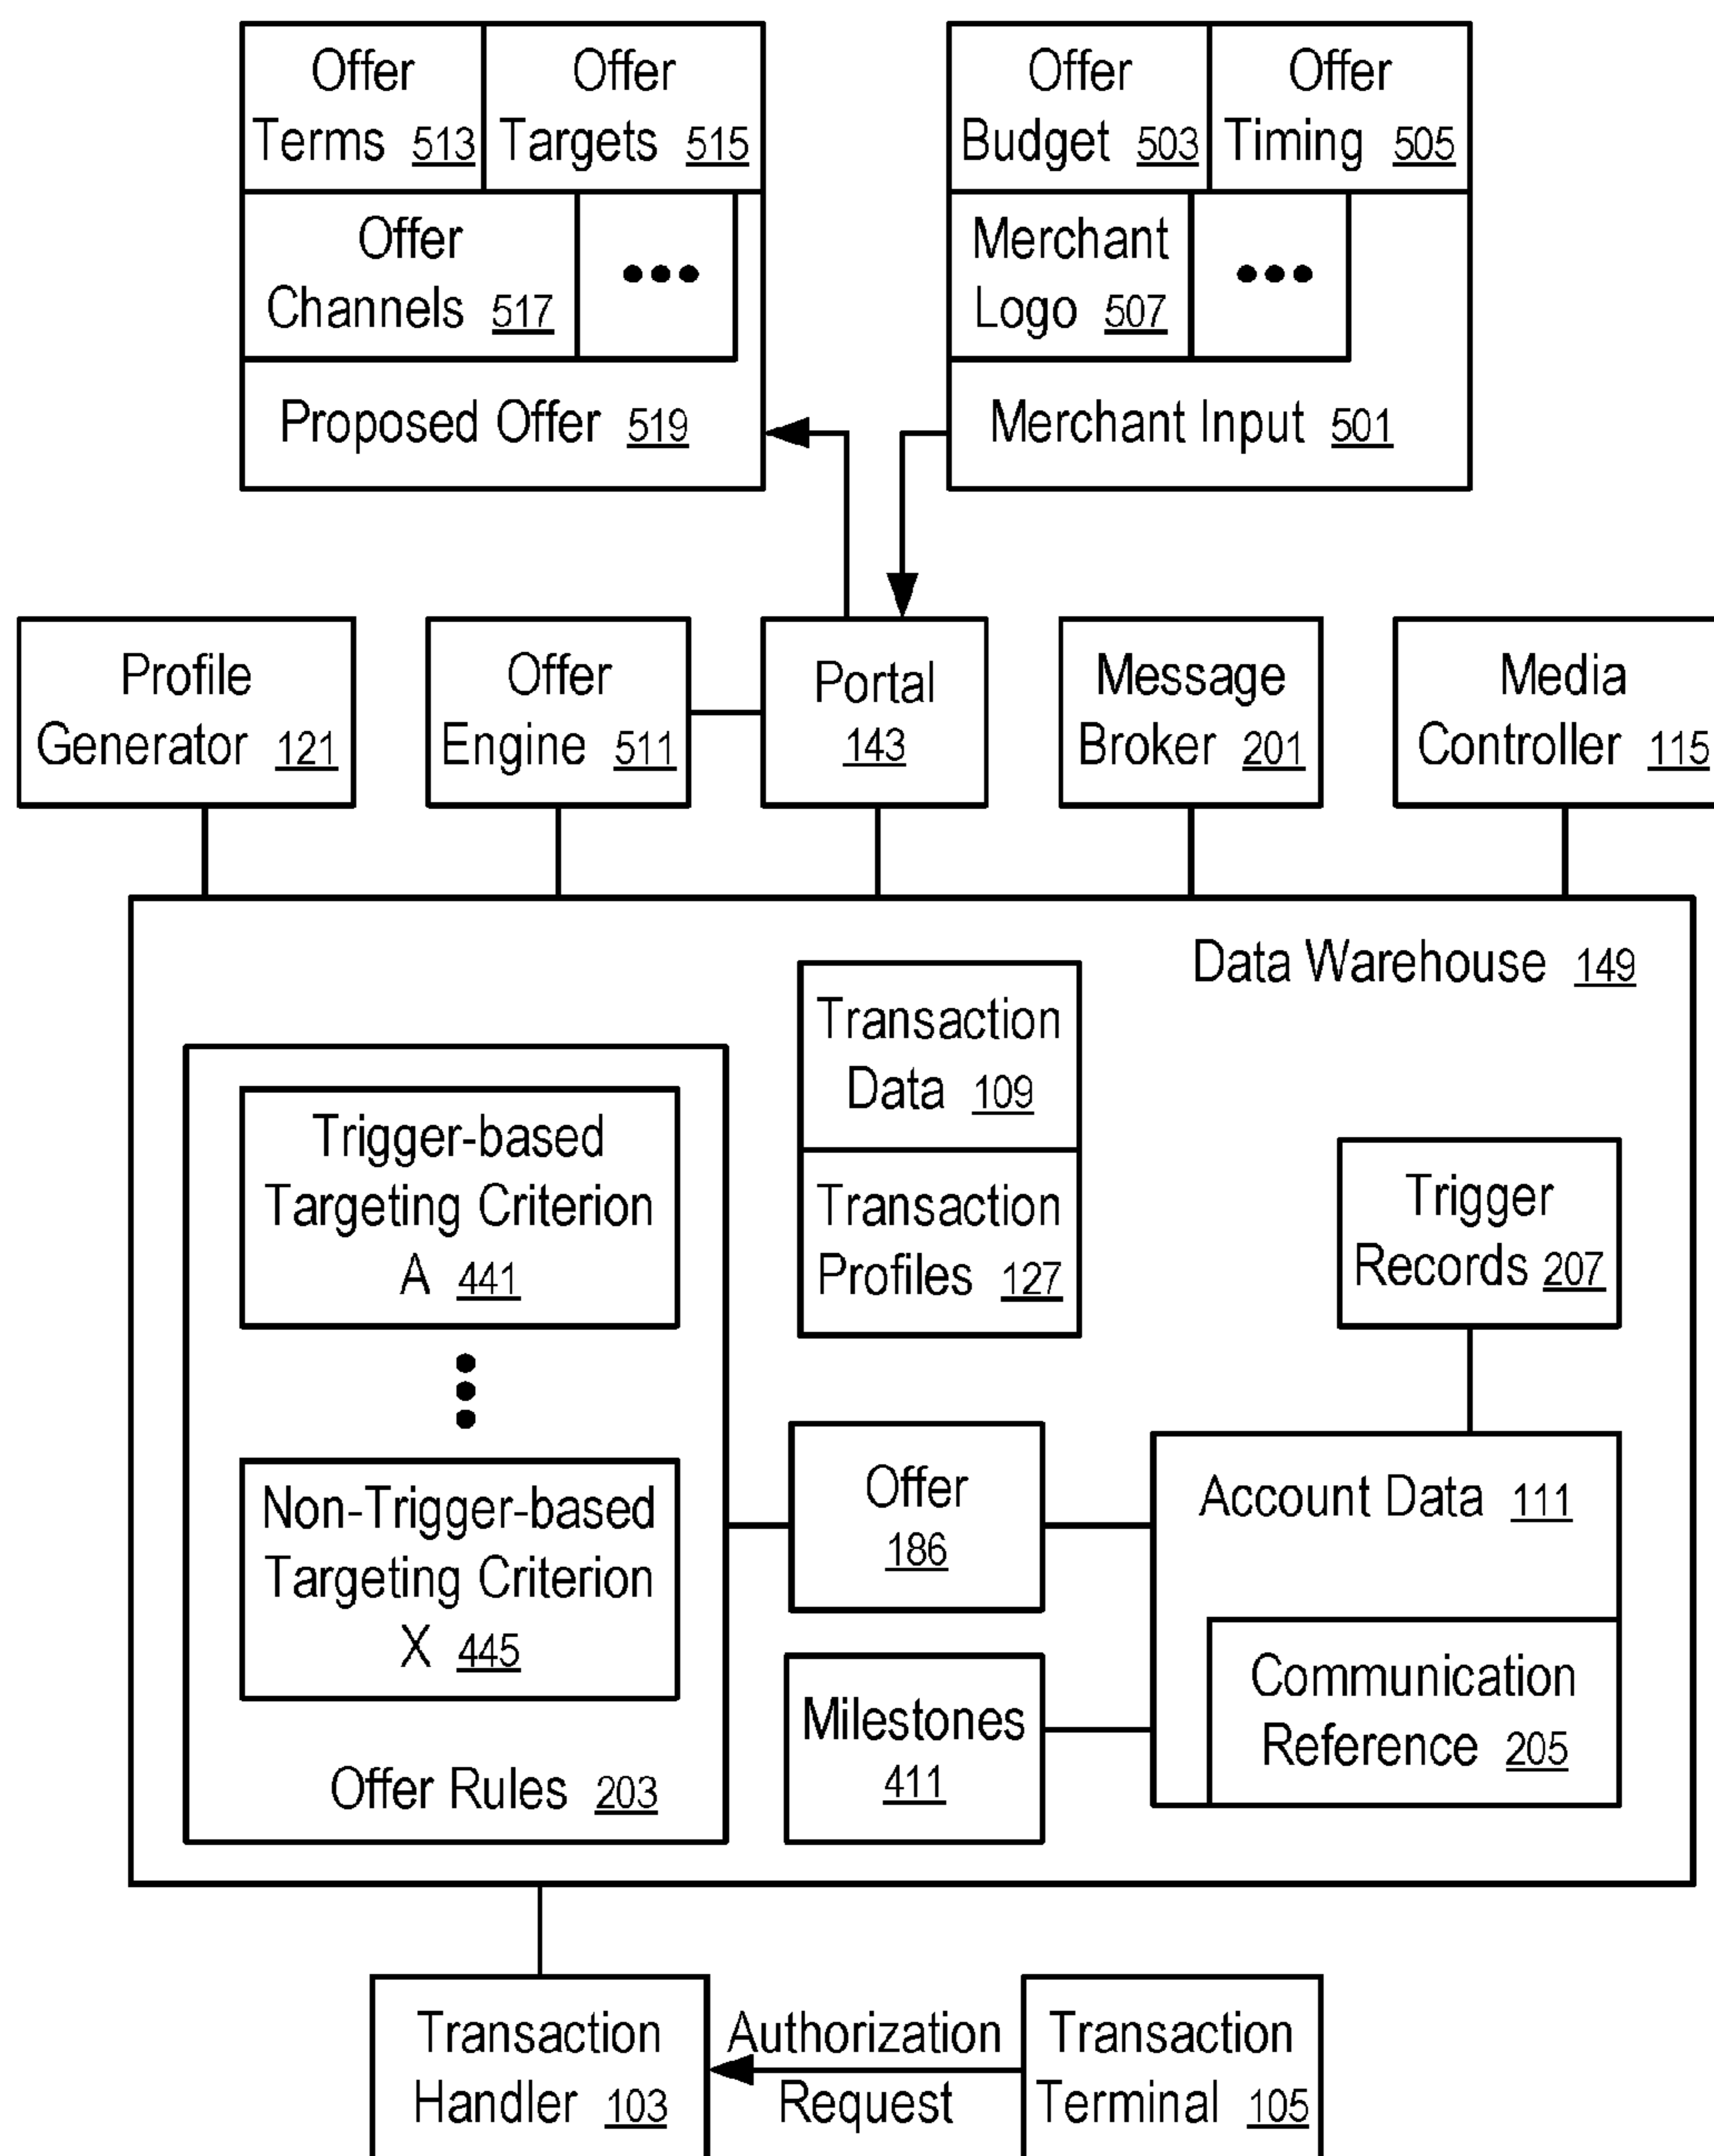 Offer
Terms 513
Offer
Targets 515
Offer
Channels 517
•••
Proposed Offer 519
Offer
Budget 503
Offer
Timing 505
Merchant
Logo 507
•••
Merchant Input 501
Profile
Generator 121
Offer
Engine 511
Portal
143
Message
Broker 201
Media
Controller 115
Data Warehouse 149
Transaction
Data 109
Transaction
Profiles 127
Trigger-based
Targeting Criterion
A 441
Non-Trigger-based
Targeting Criterion
X 445
Offer Rules 203
Trigger
Records 207
Offer
186
Account Data 111
Communication
Reference 205
Milestones
411
Transaction
Handler 103
Authorization
Request
Transaction
Terminal 105